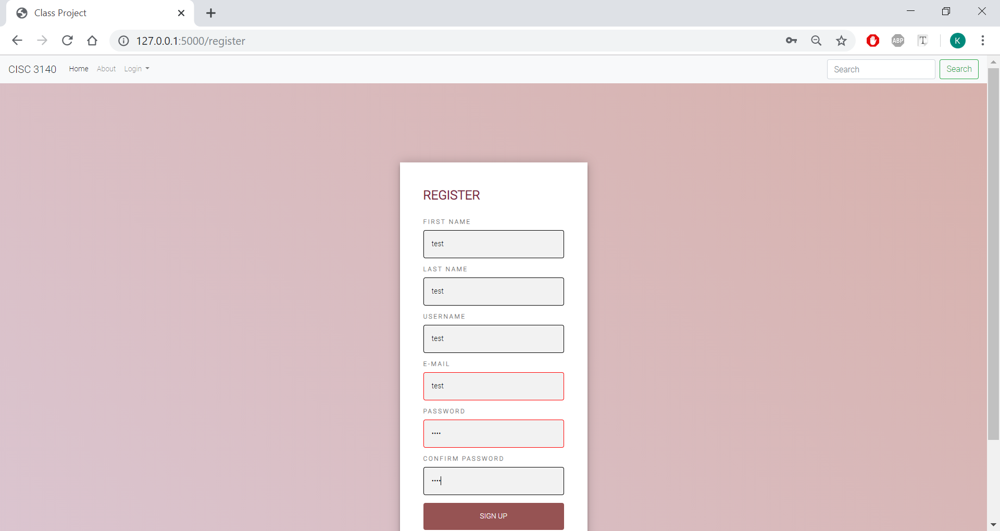 Class Project
127.0.0.1:5000/register
ABP
T
K
CISC 3140 Home About Login
Search Search
REGISTER
FIRST NAME
test
LAST NAME
test
USERNAME
test
E-MAIL
test
PASSWORD
••••
CONFIRM PASSWORD
••••
SIGN UP